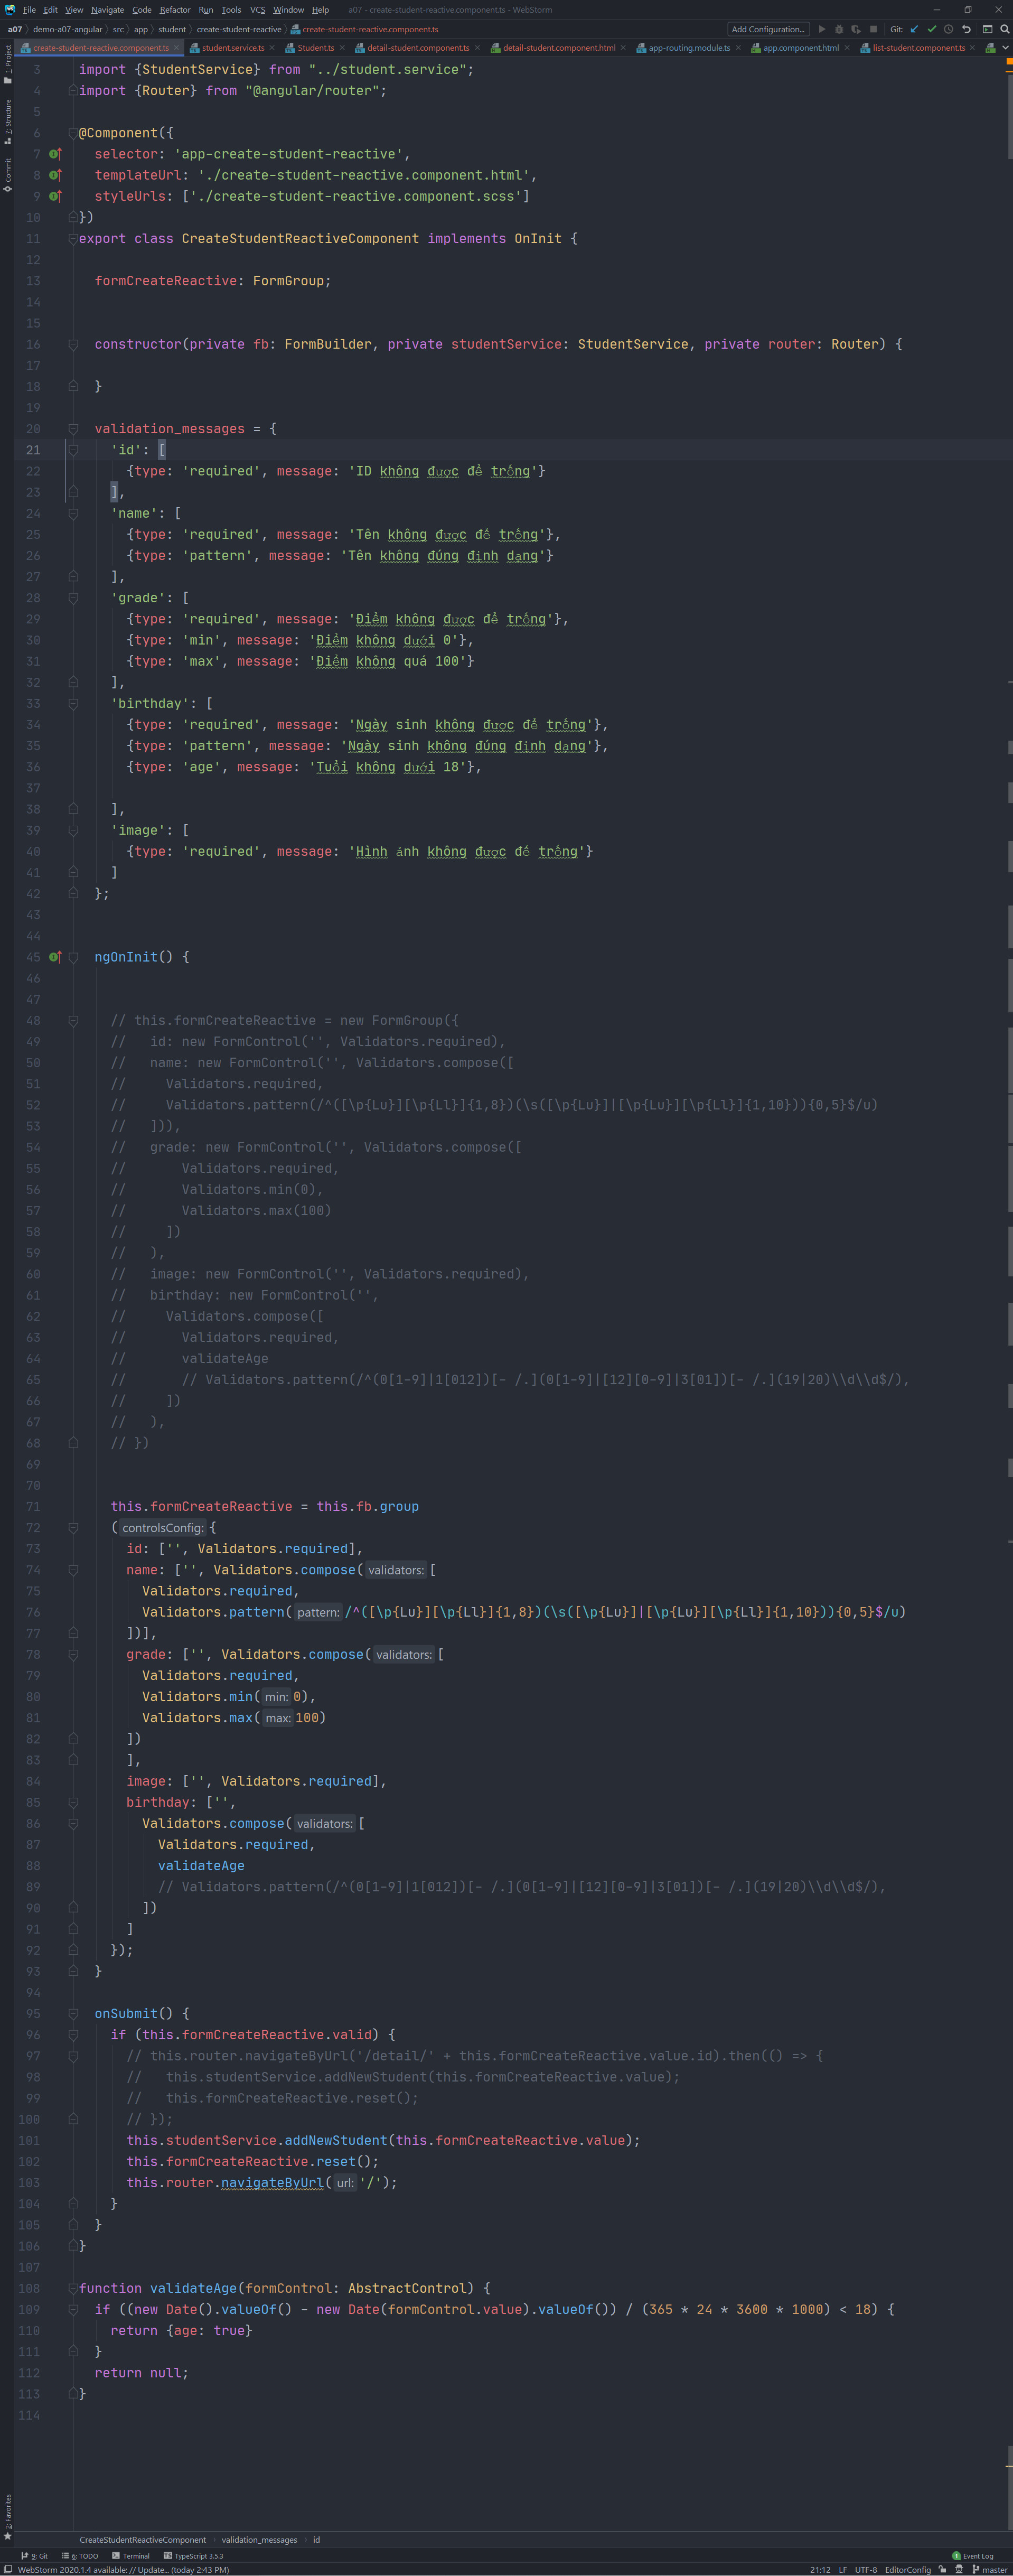 File Edit View Navigate Code Refactor Run Tools VCS Window Help a07 - create-student-reactive.component.ts - WebStorm
a07 demo-a07-angular src app student create-student-reactive create-student-reactive.component.ts Add Configuration... Git:
create-student-reactive.component.ts student.service.ts Student.ts detail-student.component.ts detail-student.component.html app-routing.module.ts app.component.html list-student.component.ts
1: Project
7: Structure
Commit
3 import {StudentService} from "../student.service";
4 import {Router} from "@angular/router";
5
6 @Component({
7 selector: 'app-create-student-reactive',
8 templateUrl: './create-student-reactive.component.html',
9 styleUrls: ['./create-student-reactive.component.scss']
10 })
11 export class CreateStudentReactiveComponent implements OnInit {
12
13 formCreateReactive: FormGroup;
14
15
16 constructor(private fb: FormBuilder, private studentService: StudentService, private router: Router) {
17
18 }
19
20 validation_messages = {
21 'id': [
22 {type: 'required', message: 'ID không được để trống'}
23 ],
24 'name': [
25 {type: 'required', message: 'Tên không được để trống'},
26 {type: 'pattern', message: 'Tên không đúng định dạng'}
27 ],
28 'grade': [
29 {type: 'required', message: 'Điểm không được để trống'},
30 {type: 'min', message: 'Điểm không dưới 0'},
31 {type: 'max', message: 'Điểm không quá 100'}
32 ],
33 'birthday': [
34 {type: 'required', message: 'Ngày sinh không được để trống'},
35 {type: 'pattern', message: 'Ngày sinh không đúng định dạng'},
36 {type: 'age', message: 'Tuổi không dưới 18'},
37
38 ],
39 'image': [
40 {type: 'required', message: 'Hình ảnh không được để trống'}
41 ]
42 };
43
44
45 ngOnInit() {
46
47
48 // this.formCreateReactive = new FormGroup({
49 // id: new FormControl('', Validators.required),
50 // name: new FormControl('', Validators.compose([
51 // Validators.required,
52 // Validators.pattern(/^([\p{Lu}][\p{Ll}]{1,8})(\s([\p{Lu}]|[\p{Lu}][\p{Ll}]{1,10})){0,5}$/u)
53 // ])),
54 // grade: new FormControl('', Validators.compose([
55 // Validators.required,
56 // Validators.min(0),
57 // Validators.max(100)
58 // ])
59 // ),
60 // image: new FormControl('', Validators.required),
61 // birthday: new FormControl('',
62 // Validators.compose([
63 // Validators.required,
64 // validateAge
65 // // Validators.pattern(/^(0[1-9]|1[012])[- /.](0[1-9]|[12][0-9]|3[01])[- /.](19|20)\\d\\d$/),
66 // ])
67 // ),
68 // })
69
70
71 this.formCreateReactive = this.fb.group
72 ( controlsConfig: {
73 id: ['', Validators.required],
74 name: ['', Validators.compose( validators: [
75 Validators.required,
76 Validators.pattern( pattern: /^([\p{Lu}][\p{Ll}]{1,8})(\s([\p{Lu}]|[\p{Lu}][\p{Ll}]{1,10})){0,5}$/u)
77 ])],
78 grade: ['', Validators.compose( validators: [
79 Validators.required,
80 Validators.min( min: 0),
81 Validators.max( max: 100)
82 ])
83 ],
84 image: ['', Validators.required],
85 birthday: ['',
86 Validators.compose( validators: [
87 Validators.required,
88 validateAge
89 // Validators.pattern(/^(0[1-9]|1[012])[- /.](0[1-9]|[12][0-9]|3[01])[- /.](19|20)\\d\\d$/),
90 ])
91 ]
92 });
93 }
94
95 onSubmit() {
96 if (this.formCreateReactive.valid) {
97 // this.router.navigateByUrl('/detail/' + this.formCreateReactive.value.id).then(() => {
98 // this.studentService.addNewStudent(this.formCreateReactive.value);
99 // this.formCreateReactive.reset();
100 // });
101 this.studentService.addNewStudent(this.formCreateReactive.value);
102 this.formCreateReactive.reset();
103 this.router.navigateByUrl( url: '/');
104 }
105 }
106 }
107
108 function validateAge(formControl: AbstractControl) {
109 if ((new Date().valueOf() - new Date(formControl.value).valueOf()) / (365 * 24 * 3600 * 1000) < 18) {
110 return {age: true}
111 }
112 return null;
113 }
114
2: Favorites
CreateStudentReactiveComponent validation_messages id
9: Git 6: TODO Terminal TypeScript 3.5.3 1 Event Log
WebStorm 2020.1.4 available: // Update... (today 2:43 PM) 21:12 LF UTF-8 EditorConfig master